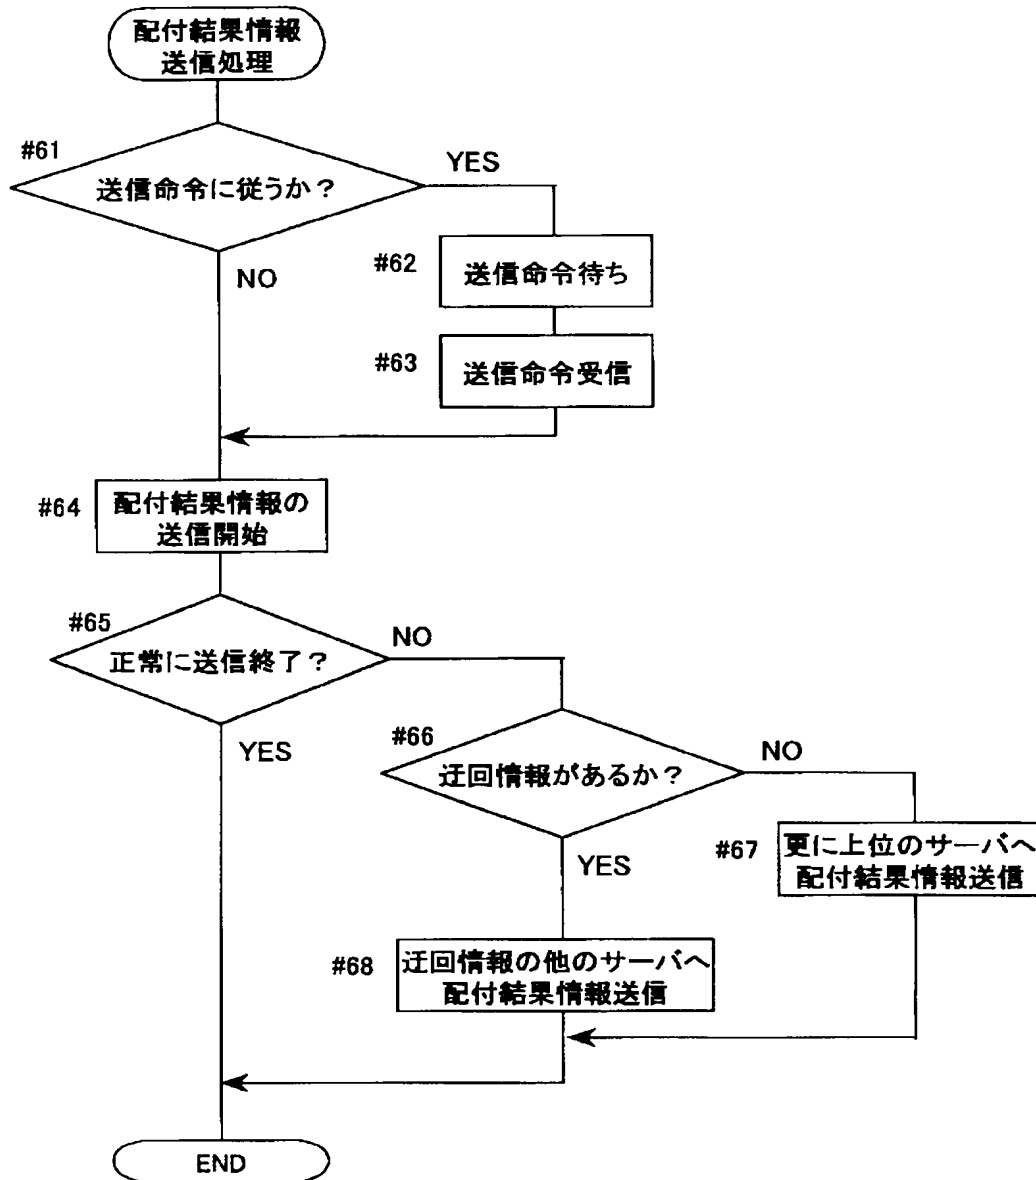 配付結果情報
送信処理
#61
送信命令に従うか？
YES
NO
#62
送信命令待ち
#63
送信命令受信
#64
配付結果情報の
送信開始
#65
正常に送信終了？
NO
YES
#66
迂回情報があるか？
NO
YES
#67
更に上位のサーバへ
配付結果情報送信
#68
迂回情報の他のサーバへ
配付結果情報送信
END